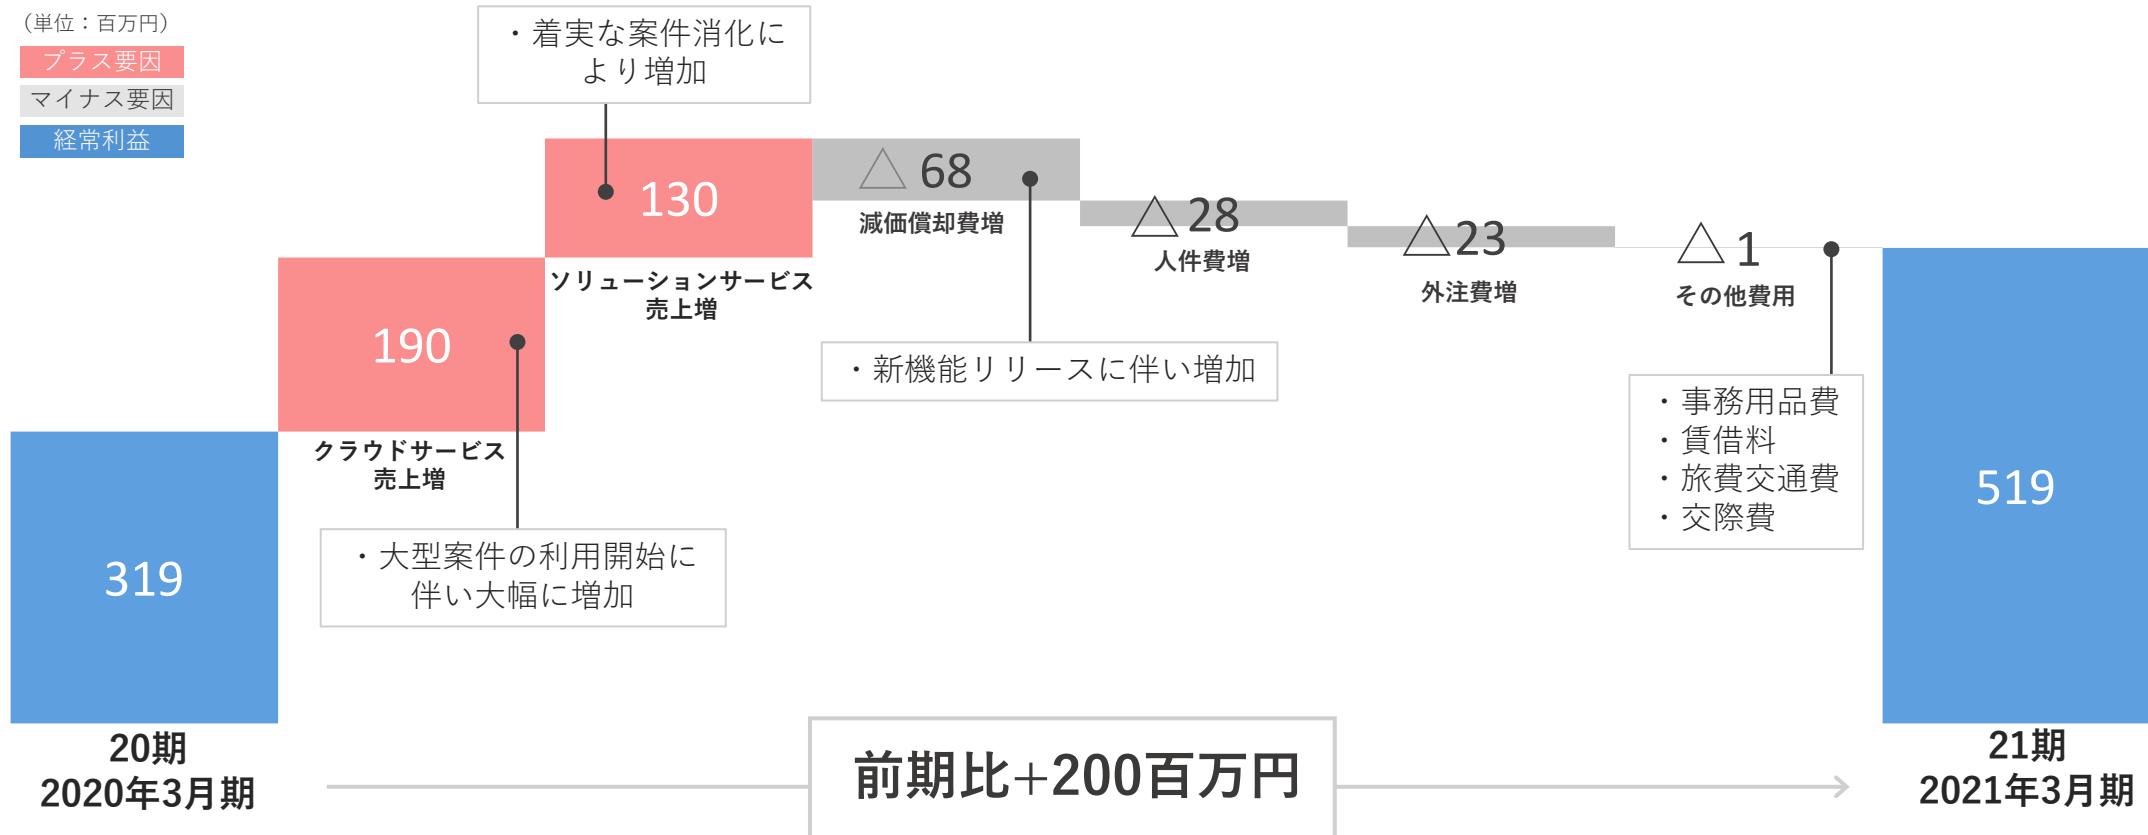 （単位：百万円）
プラス要因
マイナス要因
経常利益
・着実な案件消化に
より増加
130
ソリューションサービス
売上増
190
クラウドサービス
売上増
・大型案件の利用開始に
伴い大幅に増加
319
20期
2020年3月期
△ 68
減価償却費増
・新機能リリースに伴い増加
△ 28
人件費増
△ 23
外注費増
△ 1
その他費用
・事務用品費
・賃借料
・旅費交通費
・交際費
519
21期
2021年3月期
前期比+200百万円